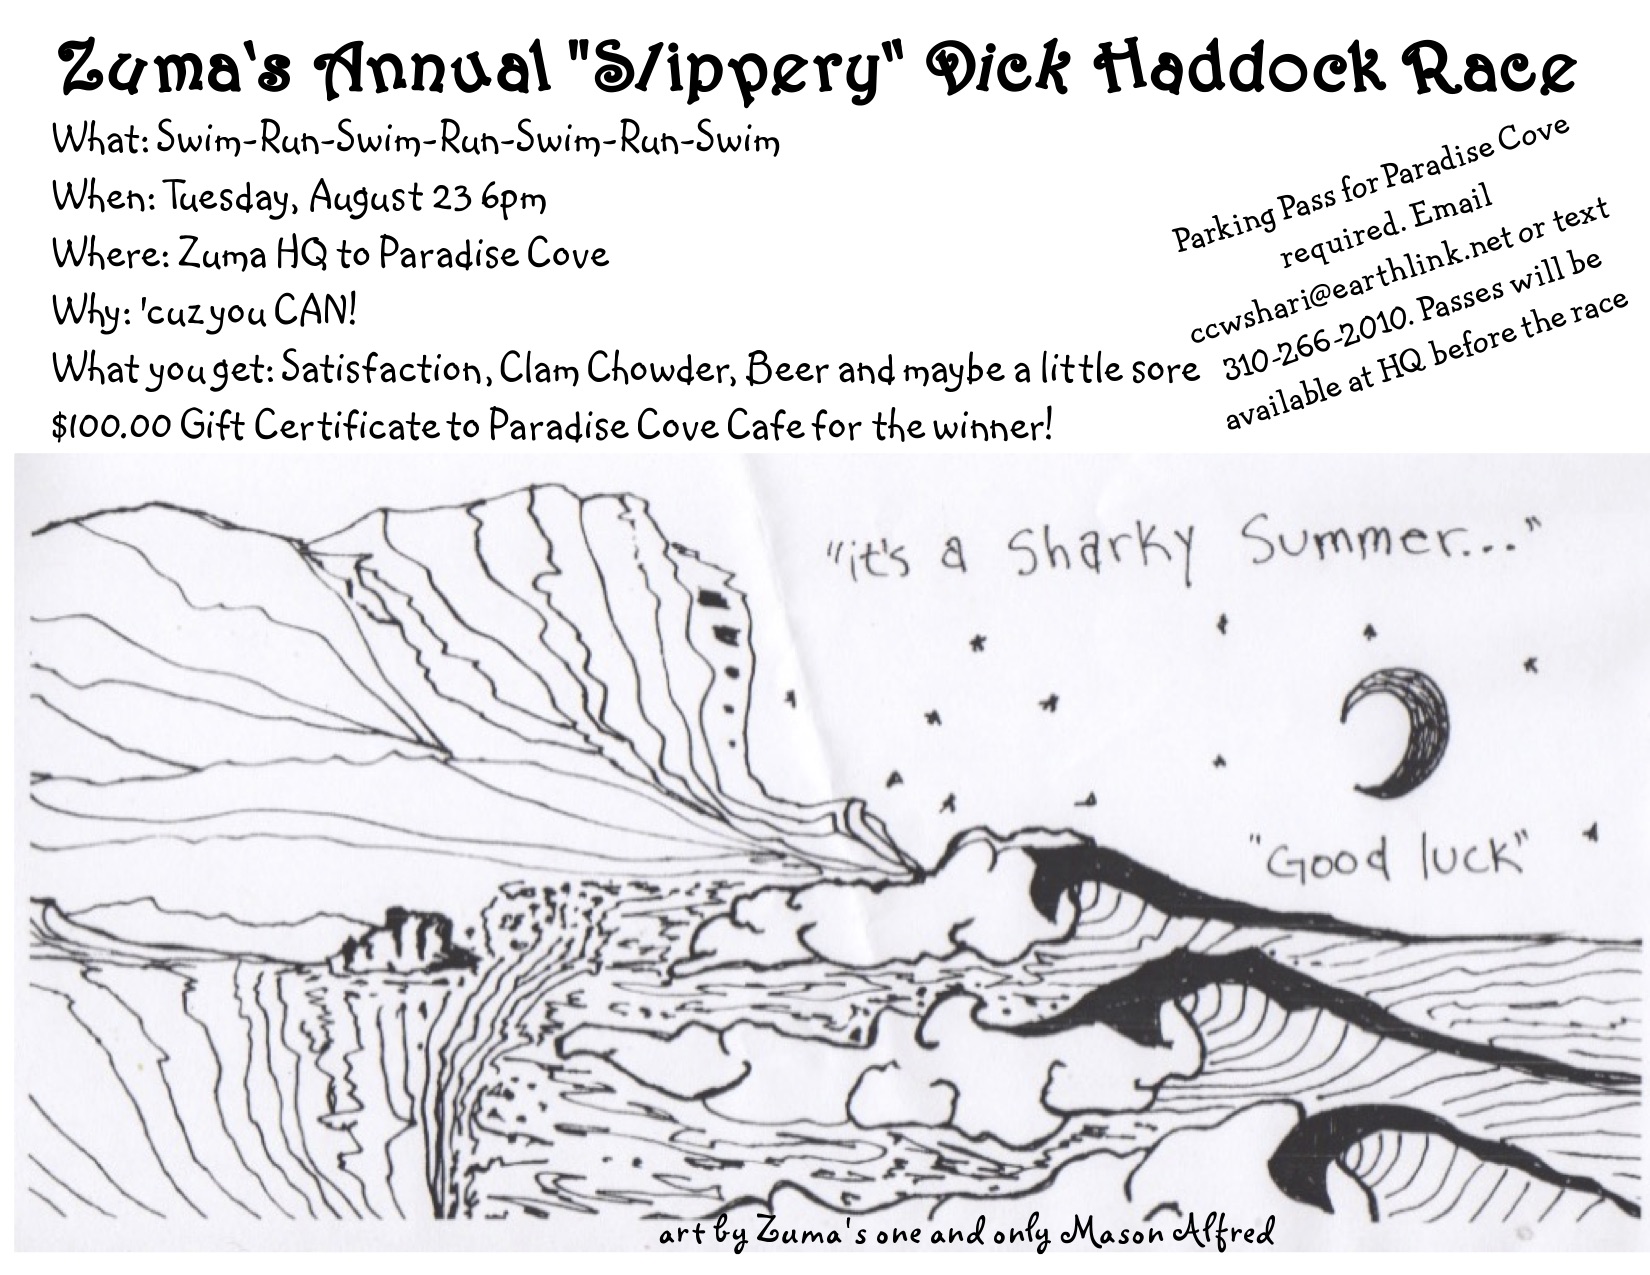 Zuma's Annual "Slippery" Dick Haddock Race
What: Swim-Run-Swim-Run-Swim-Run-Swim
When: Tuesday, August 23 6pm
Where: Zuma HQ to Paradise Cove
Why: 'cuz you CAN!
What you get: Satisfaction, Clam Chowder, Beer and maybe a little sore
$100.00 Gift Certificate to Paradise Cove Cafe for the winner!
Parking Pass for Paradise Cove
required. Email
ccwshari@earthlink.net or text
310-266-2010. Passes will be
available at HQ before the race
"it's a Sharky Summer..."
"Good luck"
art by Zuma's one and only Mason Alfred